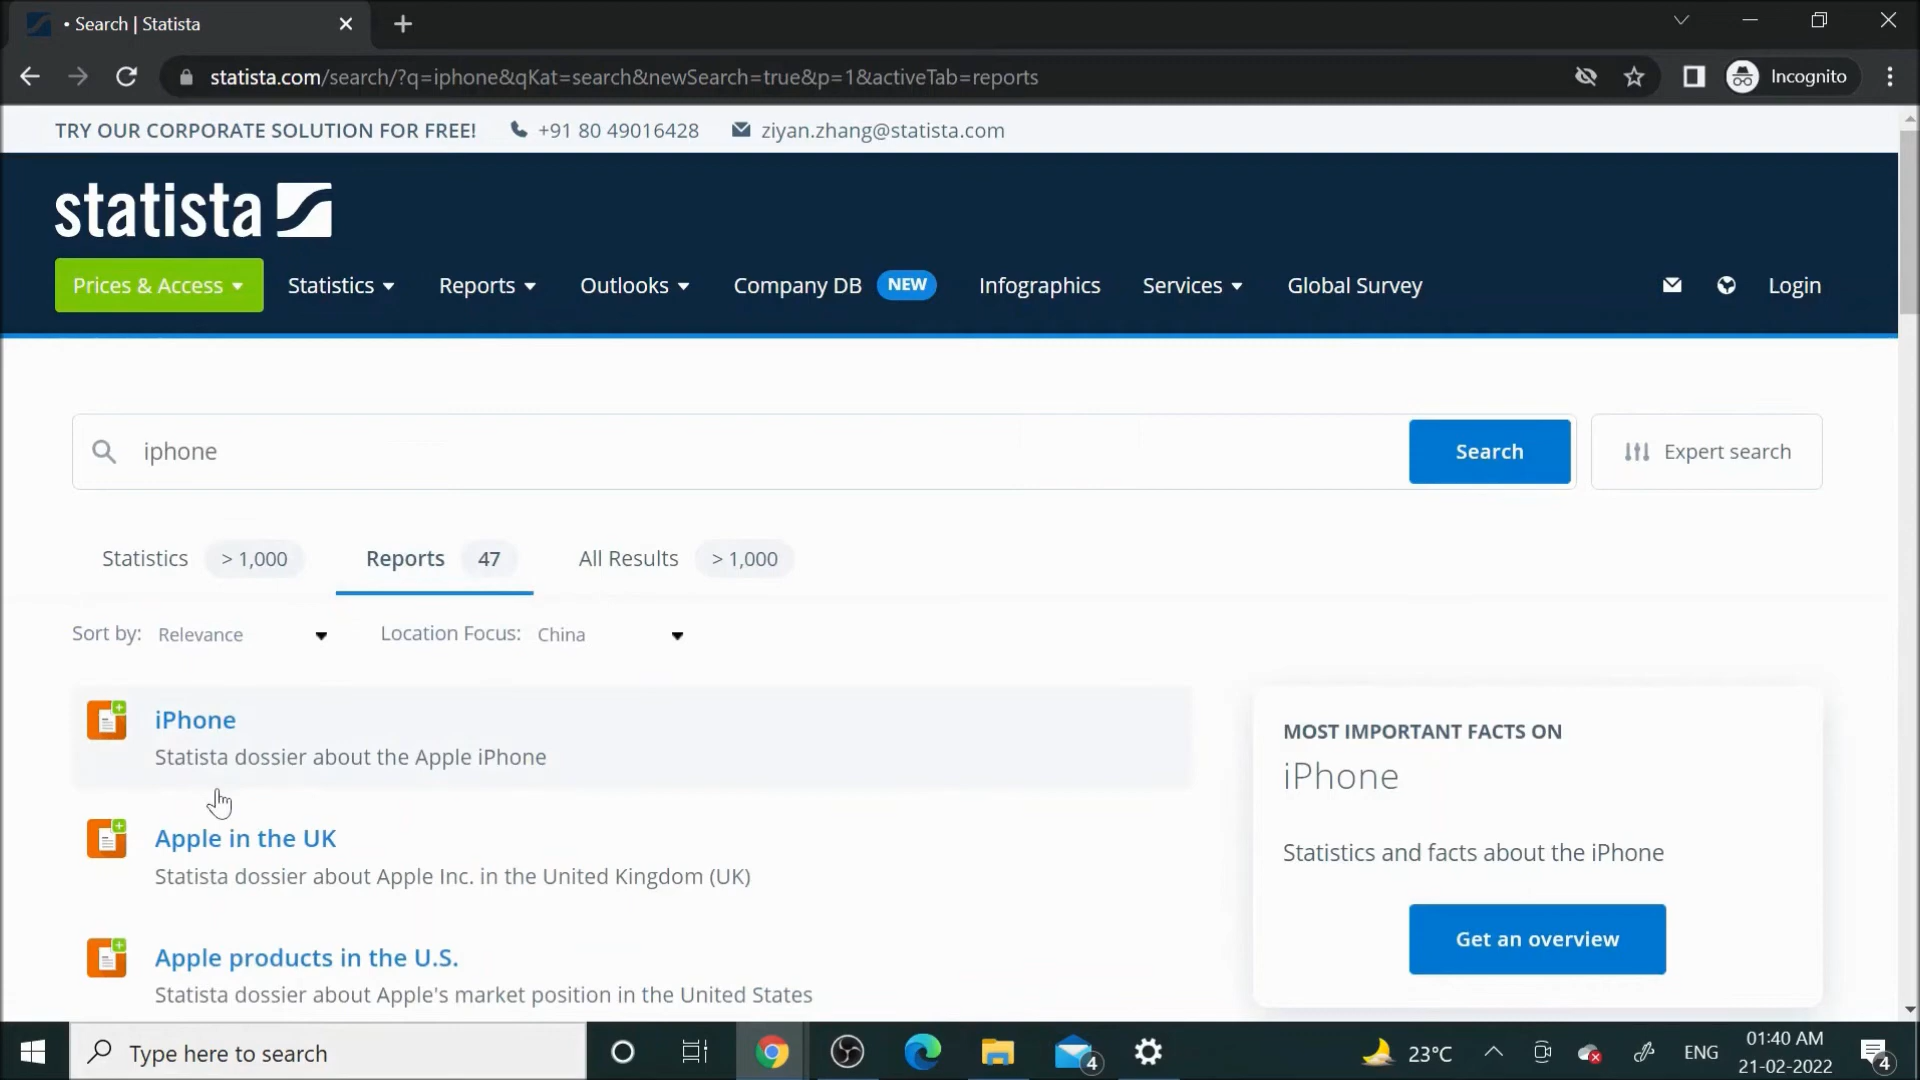 • Search | Statista
statista.com/search/?q=iphone&qKat=search&newSearch=true&p=1&activeTab=reports
Incognito
TRY OUR CORPORATE SOLUTION FOR FREE! +91 80 49016428 ziyan.zhang@statista.com
statista
Prices & Access Statistics Reports Outlooks Company DB NEW Infographics Services Global Survey Login
iphone Search Expert search
Statistics > 1,000 Reports 47 All Results > 1,000
Sort by: Relevance Location Focus: China
iPhone
Statista dossier about the Apple iPhone
Apple in the UK
Statista dossier about Apple Inc. in the United Kingdom (UK)
Apple products in the U.S.
Statista dossier about Apple's market position in the United States
MOST IMPORTANT FACTS ON
iPhone
Statistics and facts about the iPhone
Get an overview
Type here to search 4 23°C ENG 01:40 AM
21-02-2022 4